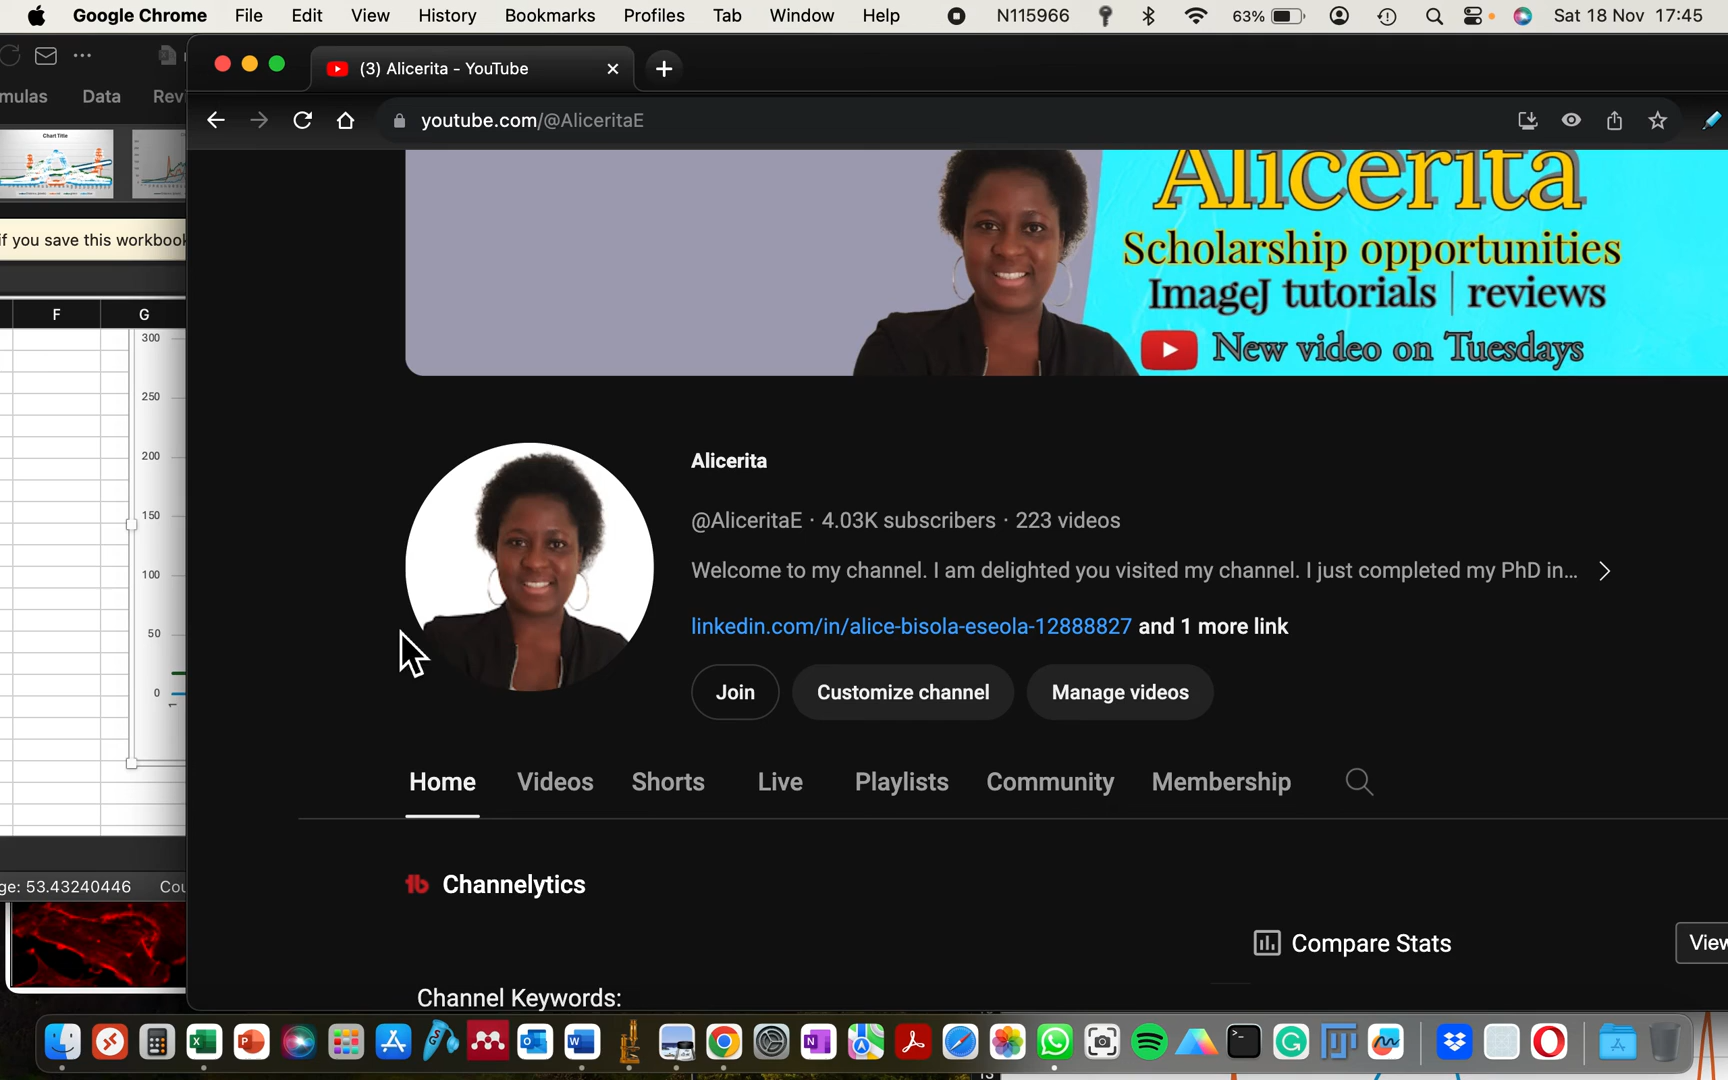 Google Chrome File Edit View History Bookmarks Profiles Tab Window Help N115966 63% Sat 18 Nov 17:45
(3) Alicerita - YouTube
mulas Data Revi
youtube.com/@AliceritaE
Chart Title
Alicerita
Scholarship opportunities
ImageJ tutorials | reviews
New video on Tuesdays
if you save this workbook
F G
300
250
200
150
100
50
0
1
Alicerita
@AliceritaE · 4.03K subscribers · 223 videos
Welcome to my channel. I am delighted you visited my channel. I just completed my PhD in...
linkedin.com/in/alice-bisola-eseola-12888827 and 1 more link
Join Customize channel Manage videos
Home Videos Shorts Live Playlists Community Membership
ge: 53.43240446 Cou
Channelytics
Compare Stats
View
Channel Keywords: